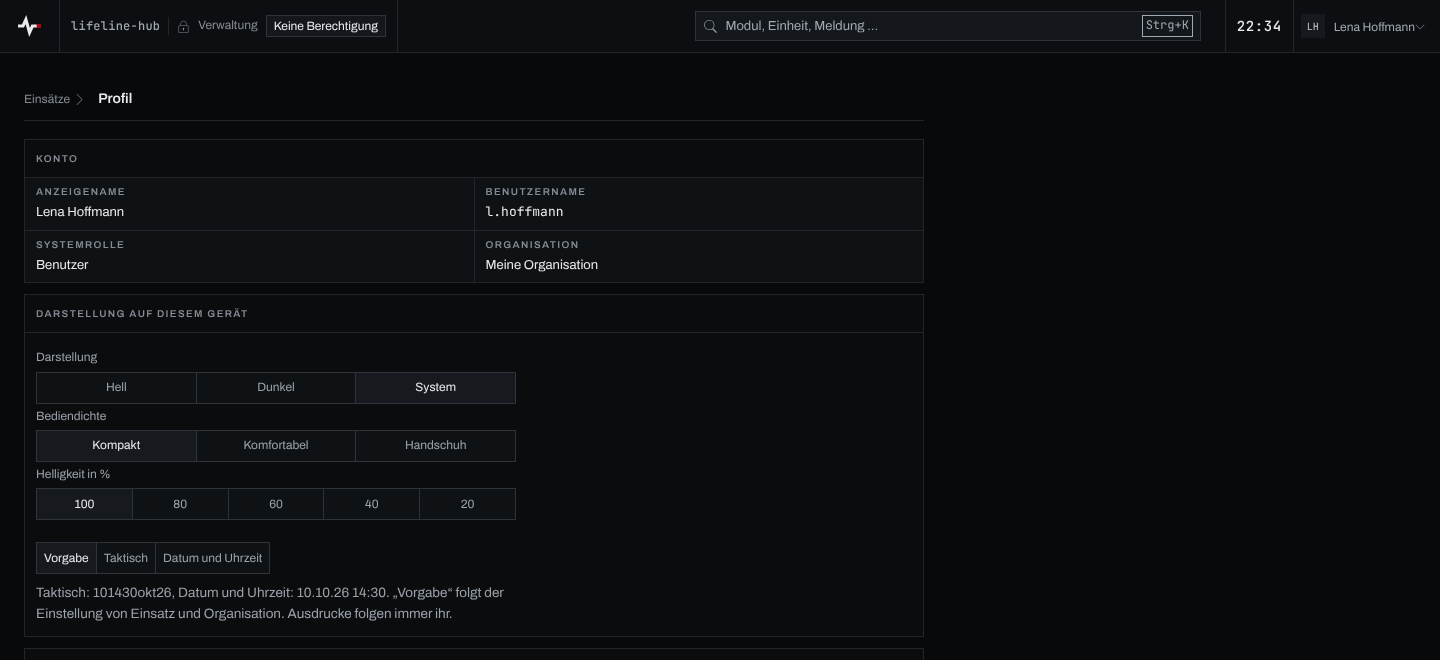 lifeline-hub Verwaltung Keine Berechtigung Modul, Einheit, Meldung ... Strg+K 22:34 LH Lena Hoffmann
Einsätze Profil
KONTO
ANZEIGENAME BENUTZERNAME
Lena Hoffmann l.hoffmann
SYSTEMROLLE ORGANISATION
Benutzer Meine Organisation
DARSTELLUNG AUF DIESEM GERÄT
Darstellung
Hell Dunkel System
Bediendichte
Kompakt Komfortabel Handschuh
Helligkeit in %
100 80 60 40 20
Vorgabe Taktisch Datum und Uhrzeit
Taktisch: 101430okt26, Datum und Uhrzeit: 10.10.26 14:30. „Vorgabe“ folgt der
Einstellung von Einsatz und Organisation. Ausdrucke folgen immer ihr.